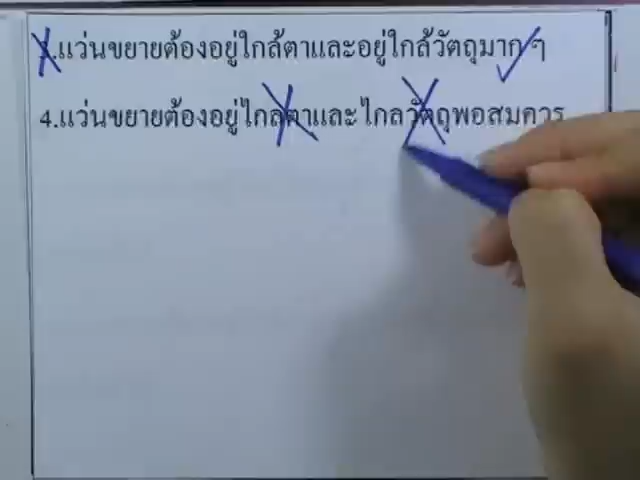 .แว่นขยายต้องอยู่ใกล้ตาและอยู่ใกล้วัตถุมาก ๆ
4.แว่นขยายต้องอยู่ไกลตาและไกลวัตถุพอสมควร